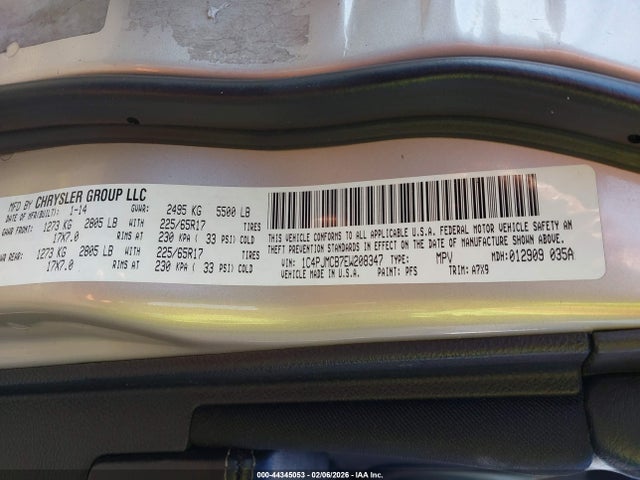 MFD BY CHRYSLER GROUP LLC
DATE OF MFR(BUILT): 1-14 GVWR: 2495 KG 5500 LB
GAWR FRONT: 1273 KG 2805 LB WITH 225/65R17 TIRES
17X7.0 RIMS AT 230 KPA ( 33 PSI) COLD
GAWR REAR: 1273 KG 2805 LB WITH 225/65R17 TIRES
17X7.0 RIMS AT 230 KPA ( 33 PSI) COLD
THIS VEHICLE CONFORMS TO ALL APPLICABLE U.S.A. FEDERAL MOTOR VEHICLE SAFETY AND
THEFT PREVENTION STANDARDS IN EFFECT ON THE DATE OF MANUFACTURE SHOWN ABOVE.
VIN: 1C4PJMCB7EW208347 TYPE: MPV MDH:012909 035A
MADE IN U.S.A. PAINT: PFS TRIM: A7X9
000-44345053 - 02/06/2026 - IAA Inc.